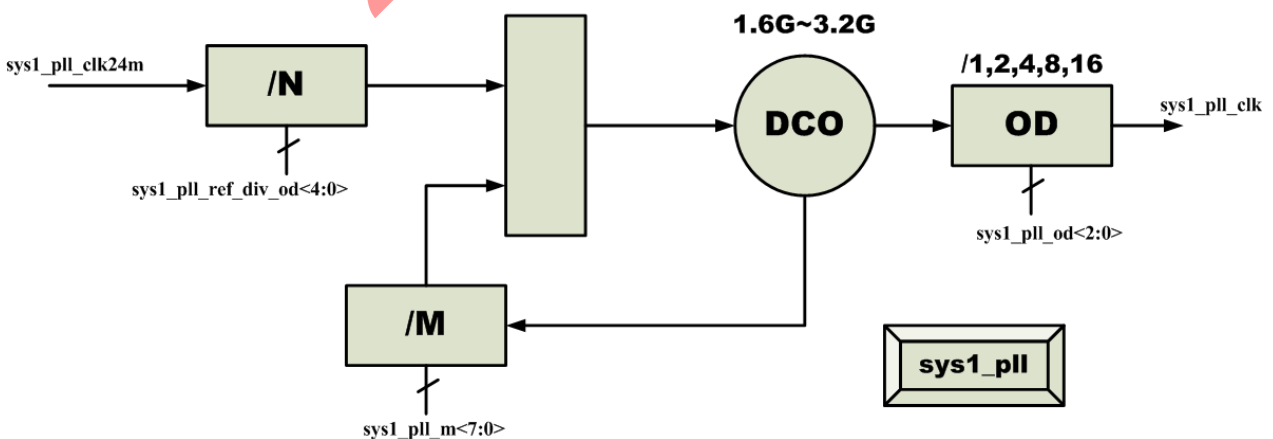 1.6G~3.2G
sys1_pll_clk24m
/N
/1,2,4,8,16
sys1_pll_clk
DCO
OD
sys1_pll_ref_div_od<4:0>
sys1_pll_od<2:0>
/M
sys1_pll
sys1_pll_m<7:0>